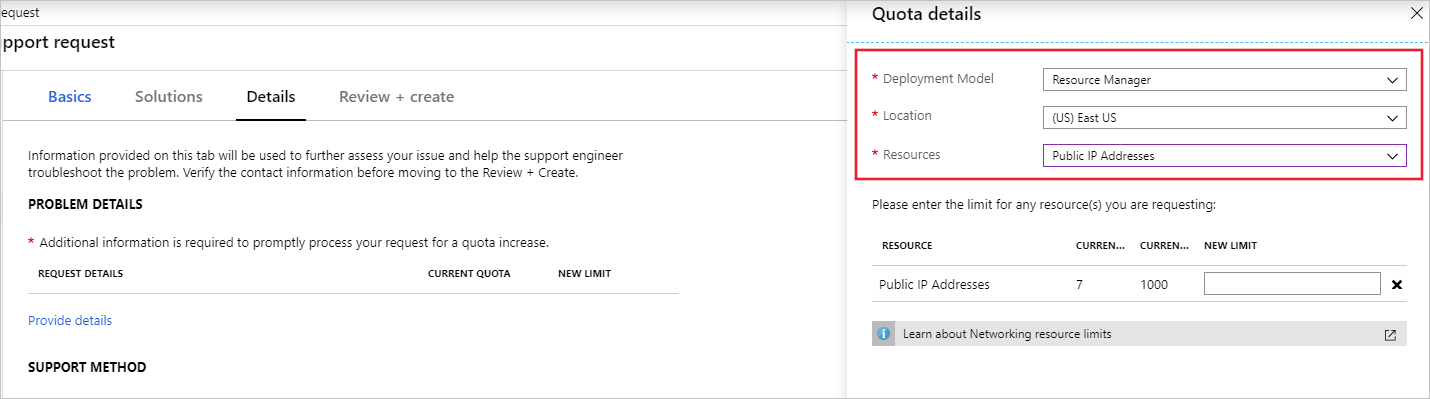 equest
pport request
Basics Solutions Details Review + create
Information provided on this tab will be used to further assess your issue and help the support engineer
troubleshoot the problem. Verify the contact information before moving to the Review + Create.
PROBLEM DETAILS
* Additional information is required to promptly process your request for a quota increase.
REQUEST DETAILS CURRENT QUOTA NEW LIMIT
Provide details
SUPPORT METHOD
Quota details
* Deployment Model Resource Manager
* Location (US) East US
* Resources Public IP Addresses
Please enter the limit for any resource(s) you are requesting:
RESOURCE CURREN... CURREN... NEW LIMIT
Public IP Addresses 7 1000
Learn about Networking resource limits